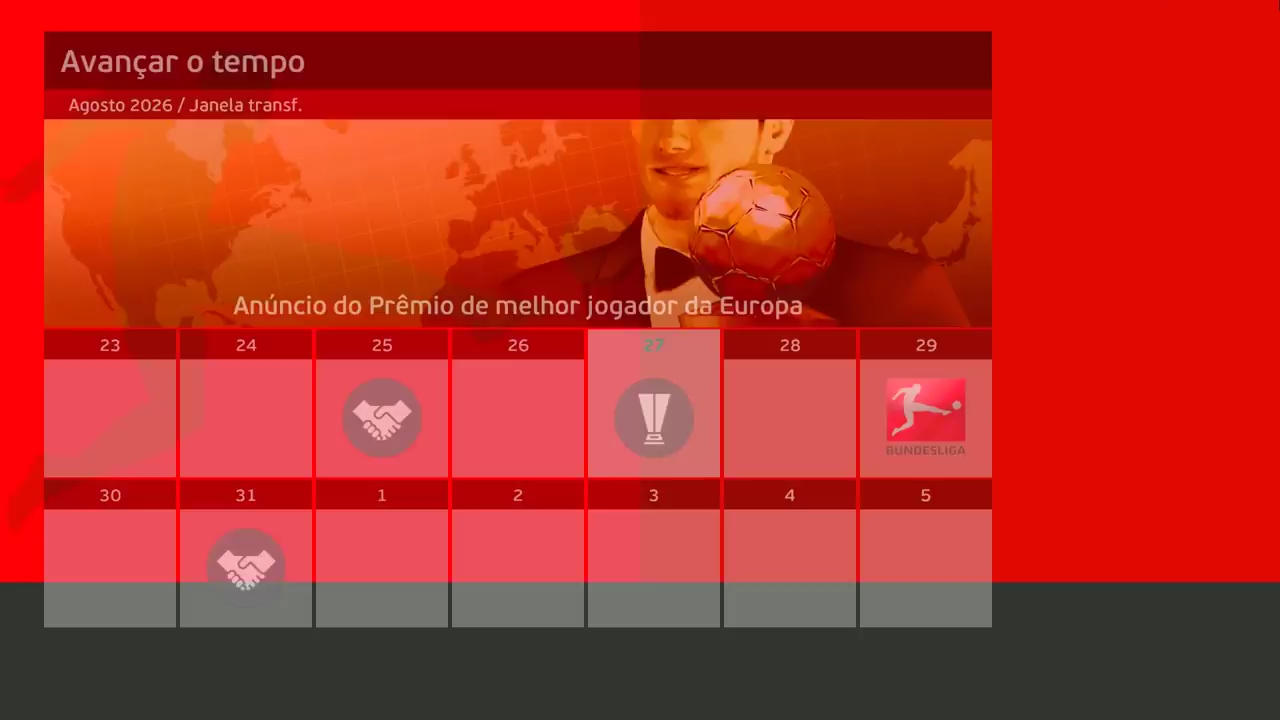 Avançar o tempo
Agosto 2026 / Janela transf.
Anúncio do Prêmio de melhor jogador da Europa
23 24 25 26 27 28 29
BUNDESLIGA
30 31 1 2 3 4 5